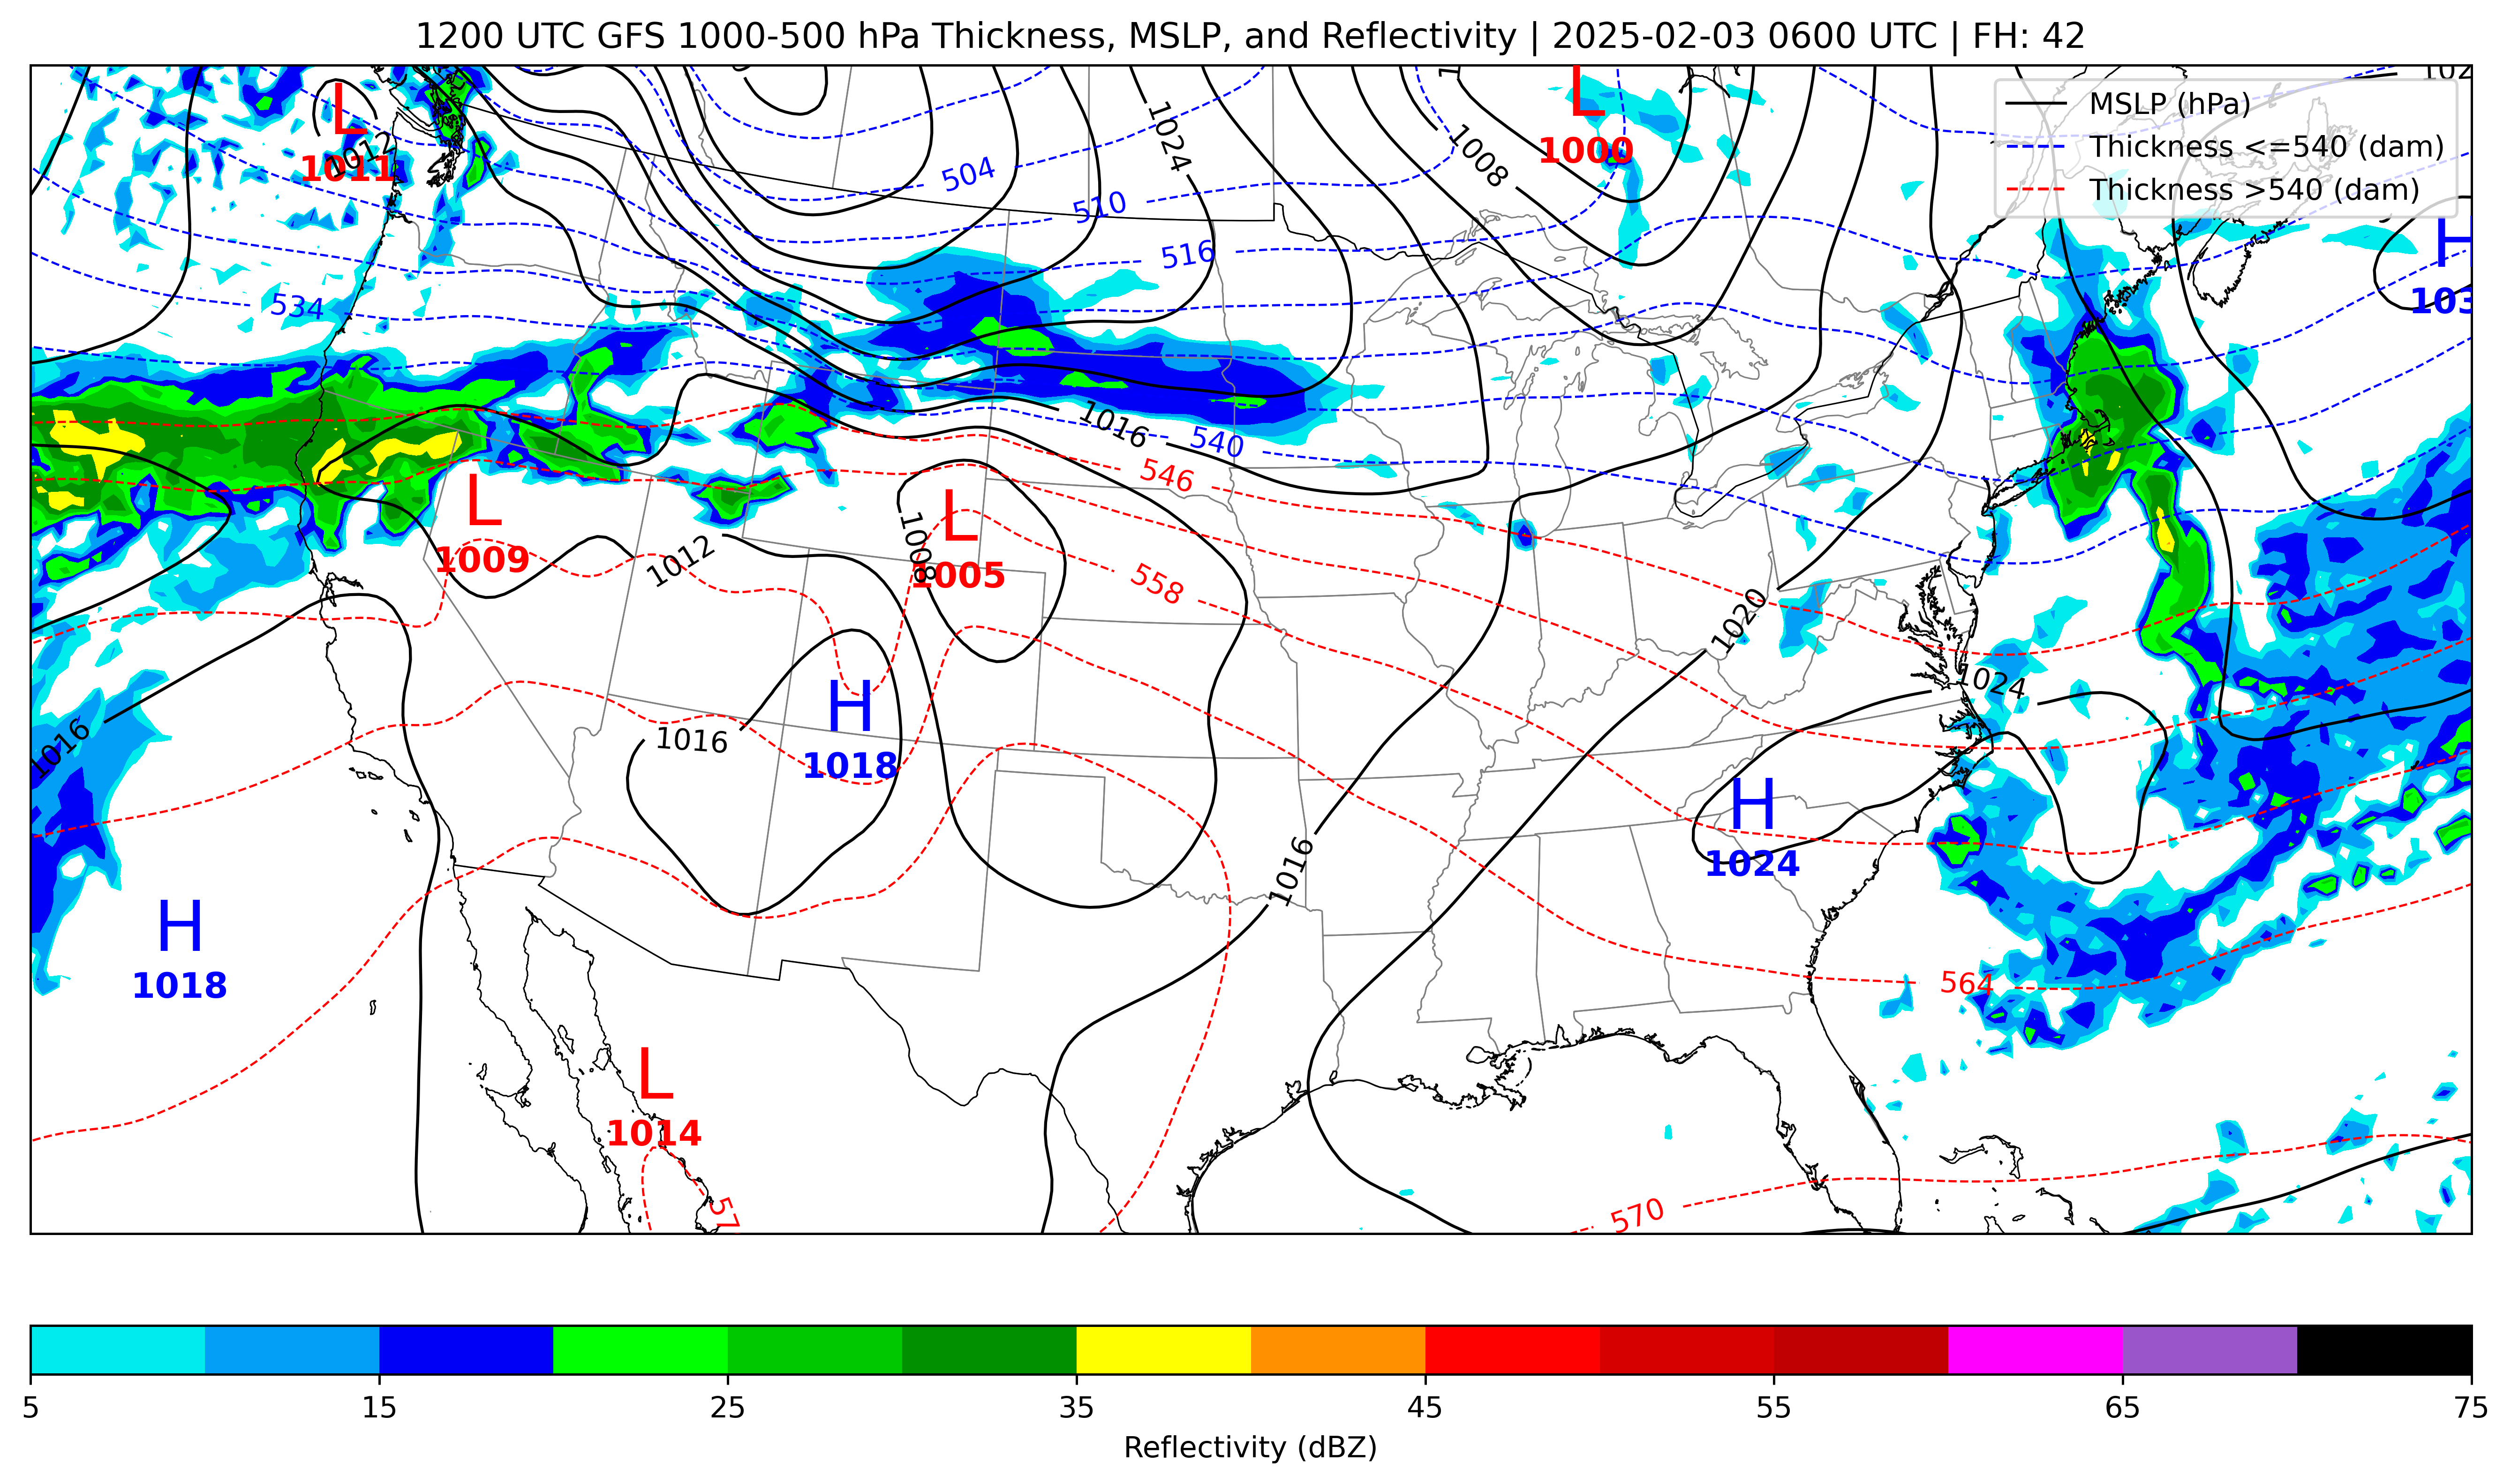 1200 UTC GFS 1000-500 hPa Thickness, MSLP, and Reflectivity | 2025-02-03 0600 UTC | FH: 42
MSLP (hPa)
Thickness <=540 (dam)
Thickness >540 (dam)
L
1011
1012
504
510
516
534
1024
1008
L
1000
H
103
102
1016
540
546
558
L
1009
L
1005
1008
1012
1020
1024
1016
1016
H
1018
H
1024
1016
H
1018
564
L
1014
57
570
5
15
25
35
45
55
65
75
Reflectivity (dBZ)